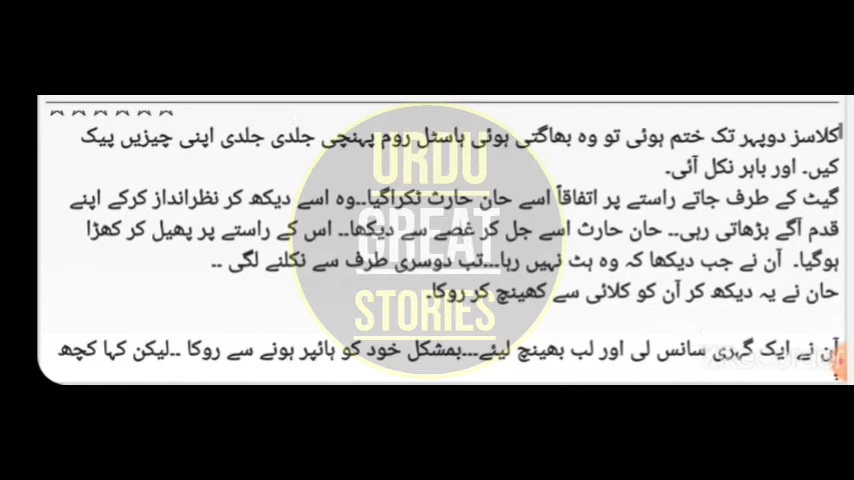 کلاسز دوپہر تک ختم ہوئی تو وہ بھاگتی ہوئی ہاسٹل روم پہنچی جلدی جلدی اپنی چیزیں پیک
کیں۔ اور باہر نکل آئی۔
گیٹ کے طرف جاتے راستے پر اتفاقاً اسے حان حارث ٹکراگیا۔۔وہ اسے دیکھ کر نظرانداز کرکے اپنے
قدم آگے بڑھاتی رہی۔۔ حان حارث اسے جل کر غصے سے دیکھا۔۔ اس کے راستے پر پھیل کر کھڑا
ہوگیا۔ آن نے جب دیکھا کہ وہ ہٹ نہیں رہا۔۔۔تب دوسری طرف سے نکلنے لگی ۔۔
حان نے یہ دیکھ کر آن کو کلائی سے کھینچ کر روکا۔
آن نے ایک گہری سانس لی اور لب بھینچ لیئے۔۔۔بمشکل خود کو ہائپر ہونے سے روکا ۔۔لیکن کہا کچھ
URDU
GREAT
STORIES